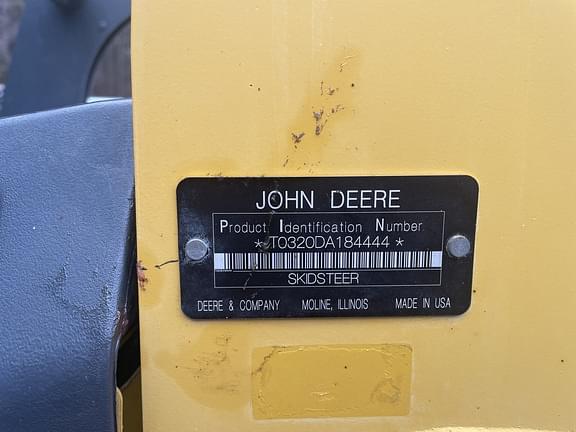 JOHN DEERE
Product Identification Number
* T0320DA184444 *
SKIDSTEER
DEERE & COMPANY MOLINE, ILLINOIS MADE IN USA